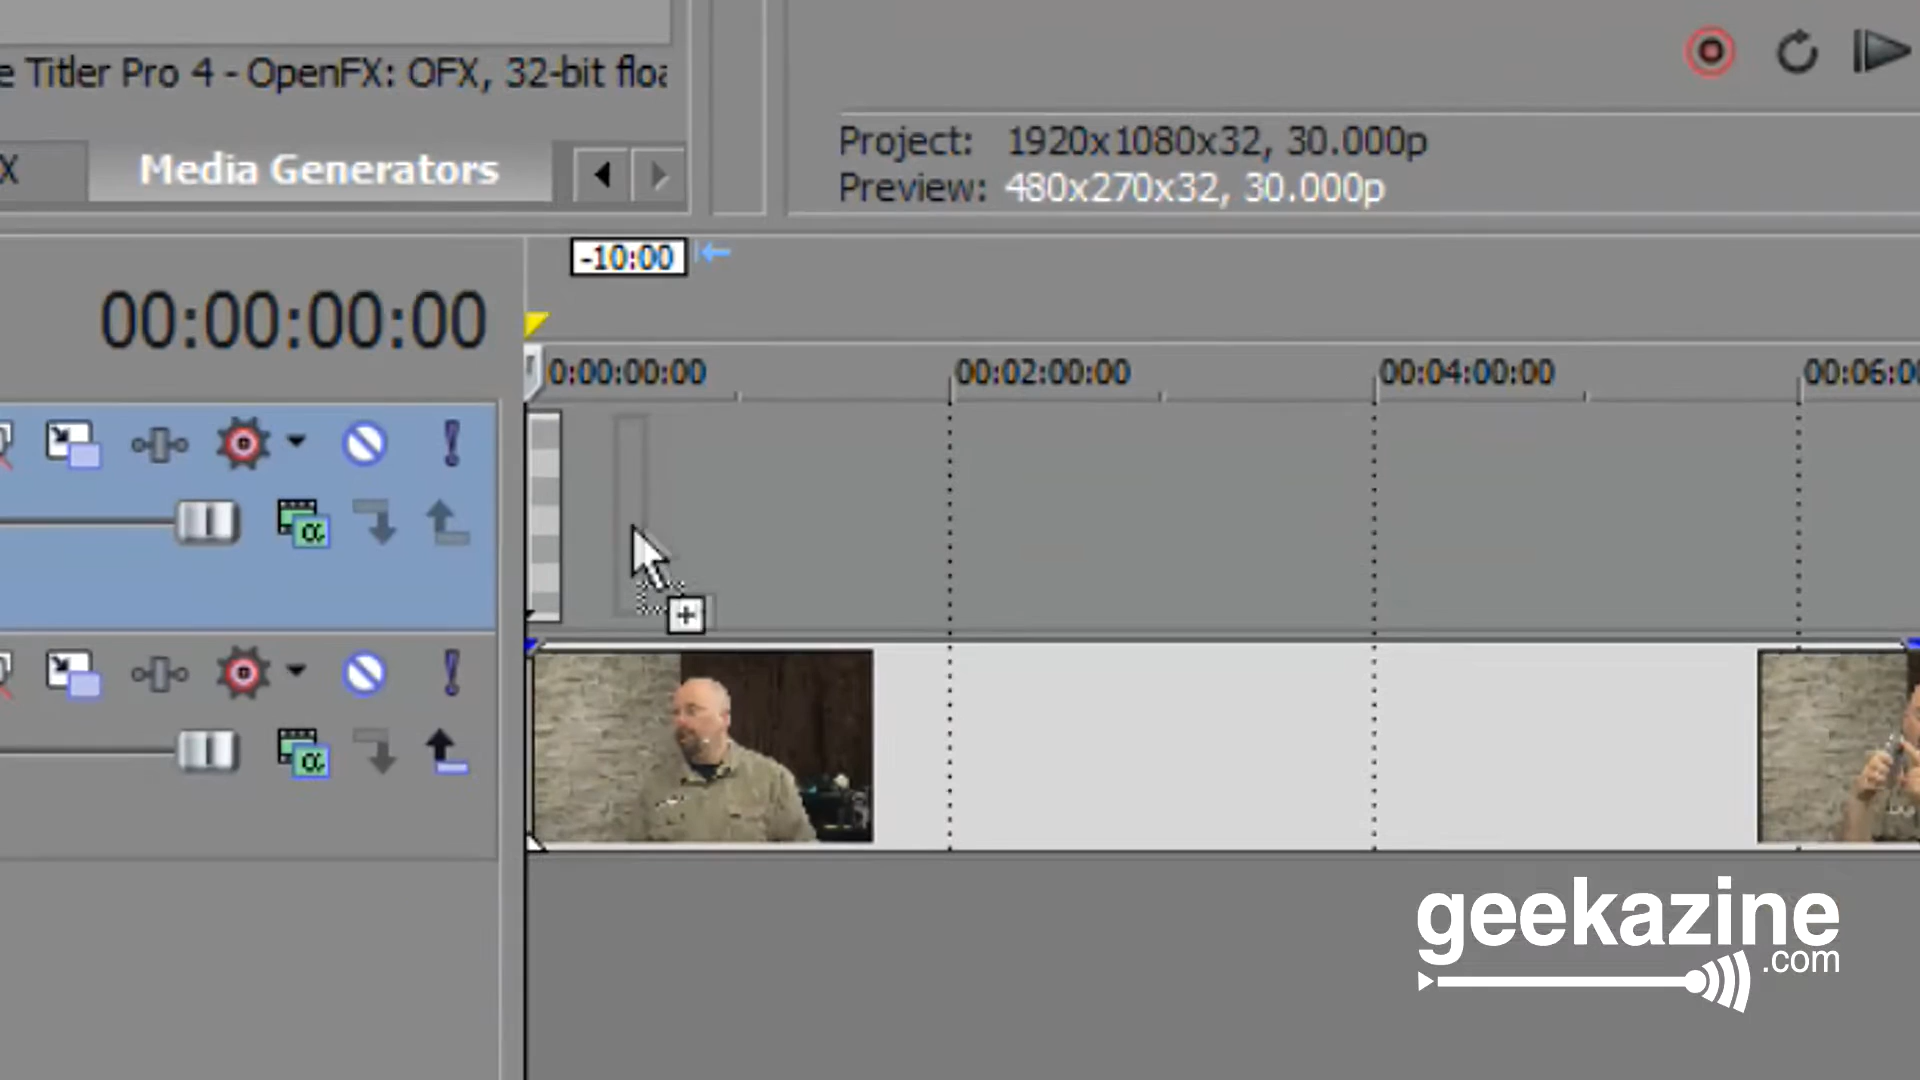 e Titler Pro 4 - OpenFX: OFX, 32-bit floa
X
Media Generators
Project: 1920x1080x32, 30.000p
Preview: 480x270x32, 30.000p
-10:00
00:00:00:00
0:00:00:00
00:02:00:00
00:04:00:00
00:06:0
geekazine
.com